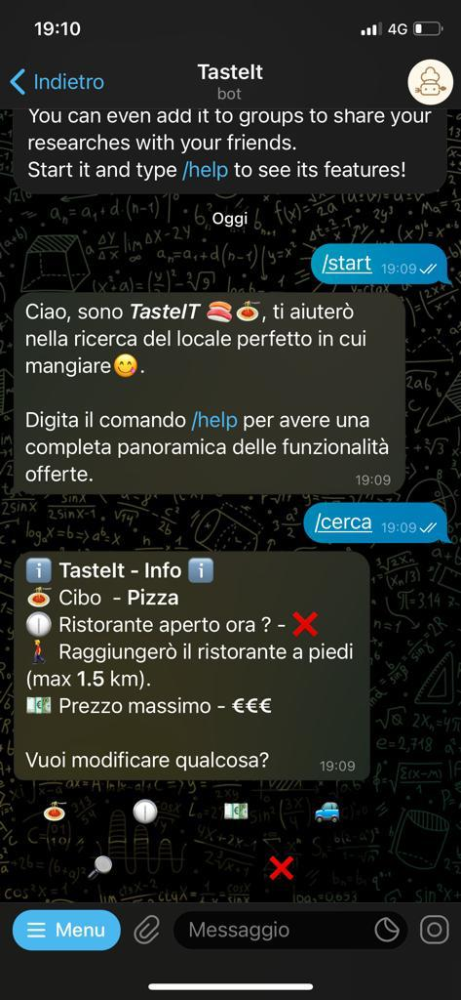 19:10
4G
Indietro
TasteIt
bot
You can even add it to groups to share your
researches with your friends.
Start it and type /help to see its features!
Oggi
/start 19:09
Ciao, sono TasteIT 🍣🍝, ti aiuterò
nella ricerca del locale perfetto in cui
mangiare😋.
Digita il comando /help per avere una
completa panoramica delle funzionalità
offerte.
19:09
/cerca 19:09
ℹ️ TasteIt - Info ℹ️
🍝 Cibo - Pizza
🕛 Ristorante aperto ora ? - ❌
🚶 Raggiungerò il ristorante a piedi
(max 1.5 km).
💶 Prezzo massimo - €€€
Vuoi modificare qualcosa? 19:09
Menu
Messaggio